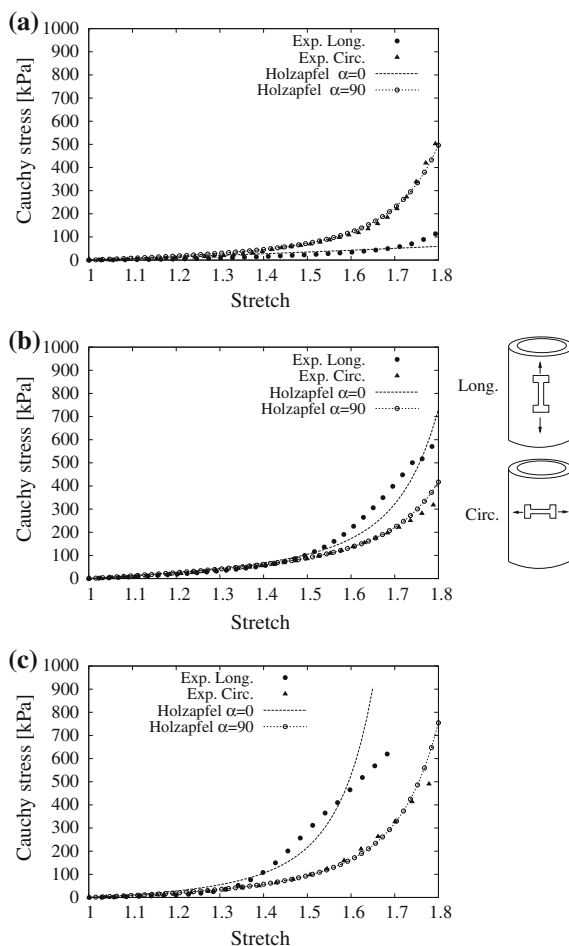 (a)
1000
900
800
700
600
500
400
300
200
100
0
Cauchy stress [kPa]
Exp. Long.
Exp. Circ.
Holzapfel α=0
Holzapfel α=90
1 1.1 1.2 1.3 1.4 1.5 1.6 1.7 1.8
Stretch
(b)
1000
900
800
700
600
500
400
300
200
100
0
Cauchy stress [kPa]
Exp. Long.
Exp. Circ.
Holzapfel α=0
Holzapfel α=90
1 1.1 1.2 1.3 1.4 1.5 1.6 1.7 1.8
Stretch
Long.
Circ.
(c)
1000
900
800
700
600
500
400
300
200
100
0
Cauchy stress [kPa]
Exp. Long.
Exp. Circ.
Holzapfel α=0
Holzapfel α=90
1 1.1 1.2 1.3 1.4 1.5 1.6 1.7 1.8
Stretch